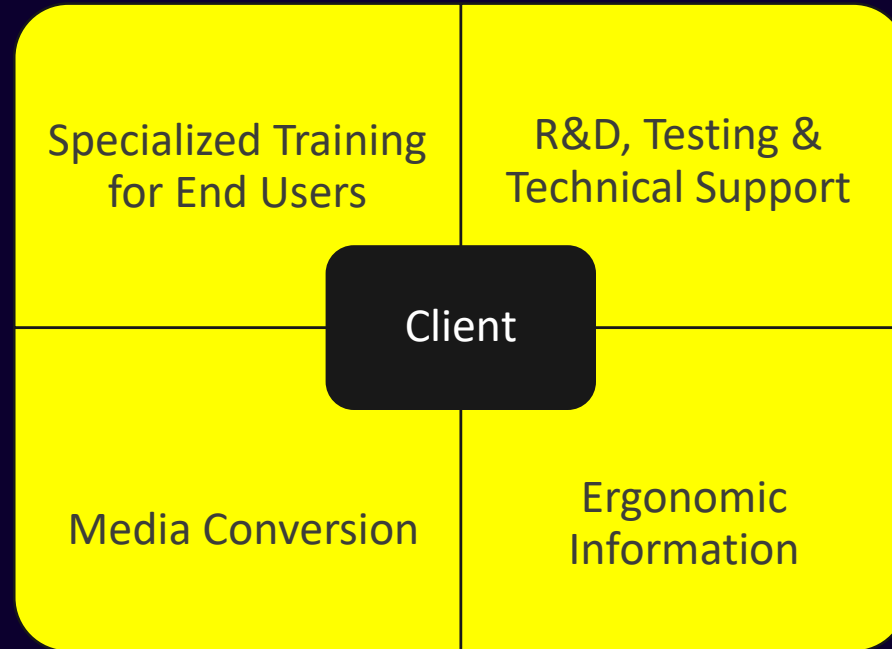 Specialized Training
for End Users
R&D, Testing &
Technical Support
Client
Media Conversion
Ergonomic
Information